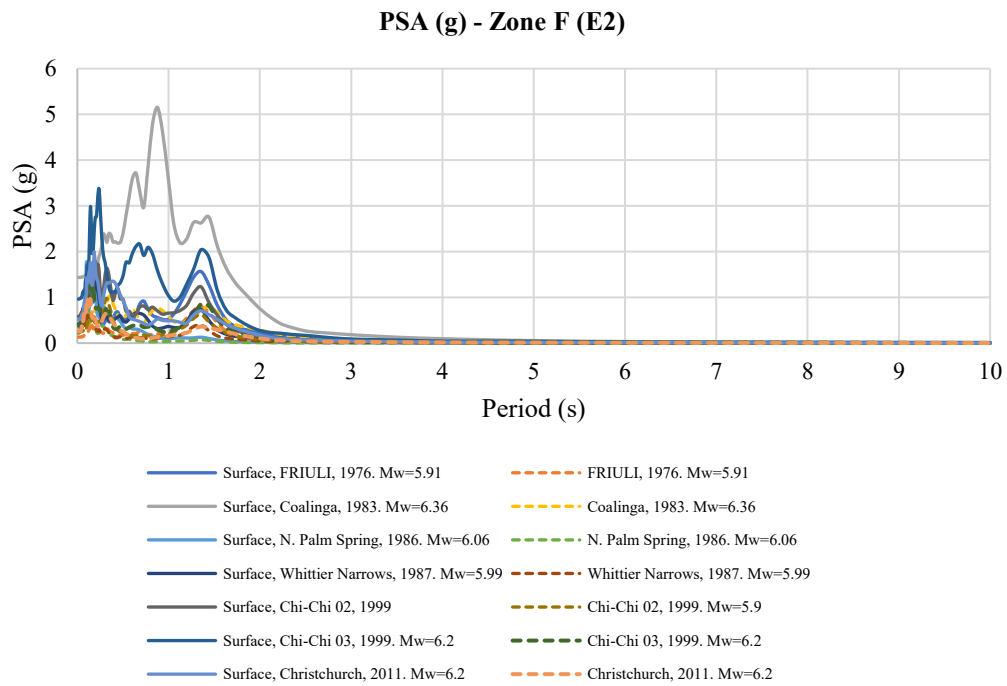 PSA (g) - Zone F (E2)
6
5
4
3
2
1
0
PSA (g)
0 1 2 3 4 5 6 7 8 9 10
Period (s)
Surface, FRIULI, 1976. Mw=5.91
FRIULI, 1976. Mw=5.91
Surface, Coalinga, 1983. Mw=6.36
Coalinga, 1983. Mw=6.36
Surface, N. Palm Spring, 1986. Mw=6.06
N. Palm Spring, 1986. Mw=6.06
Surface, Whittier Narrows, 1987. Mw=5.99
Whittier Narrows, 1987. Mw=5.99
Surface, Chi-Chi 02, 1999
Chi-Chi 02, 1999. Mw=5.9
Surface, Chi-Chi 03, 1999. Mw=6.2
Chi-Chi 03, 1999. Mw=6.2
Surface, Christchurch, 2011. Mw=6.2
Christchurch, 2011. Mw=6.2